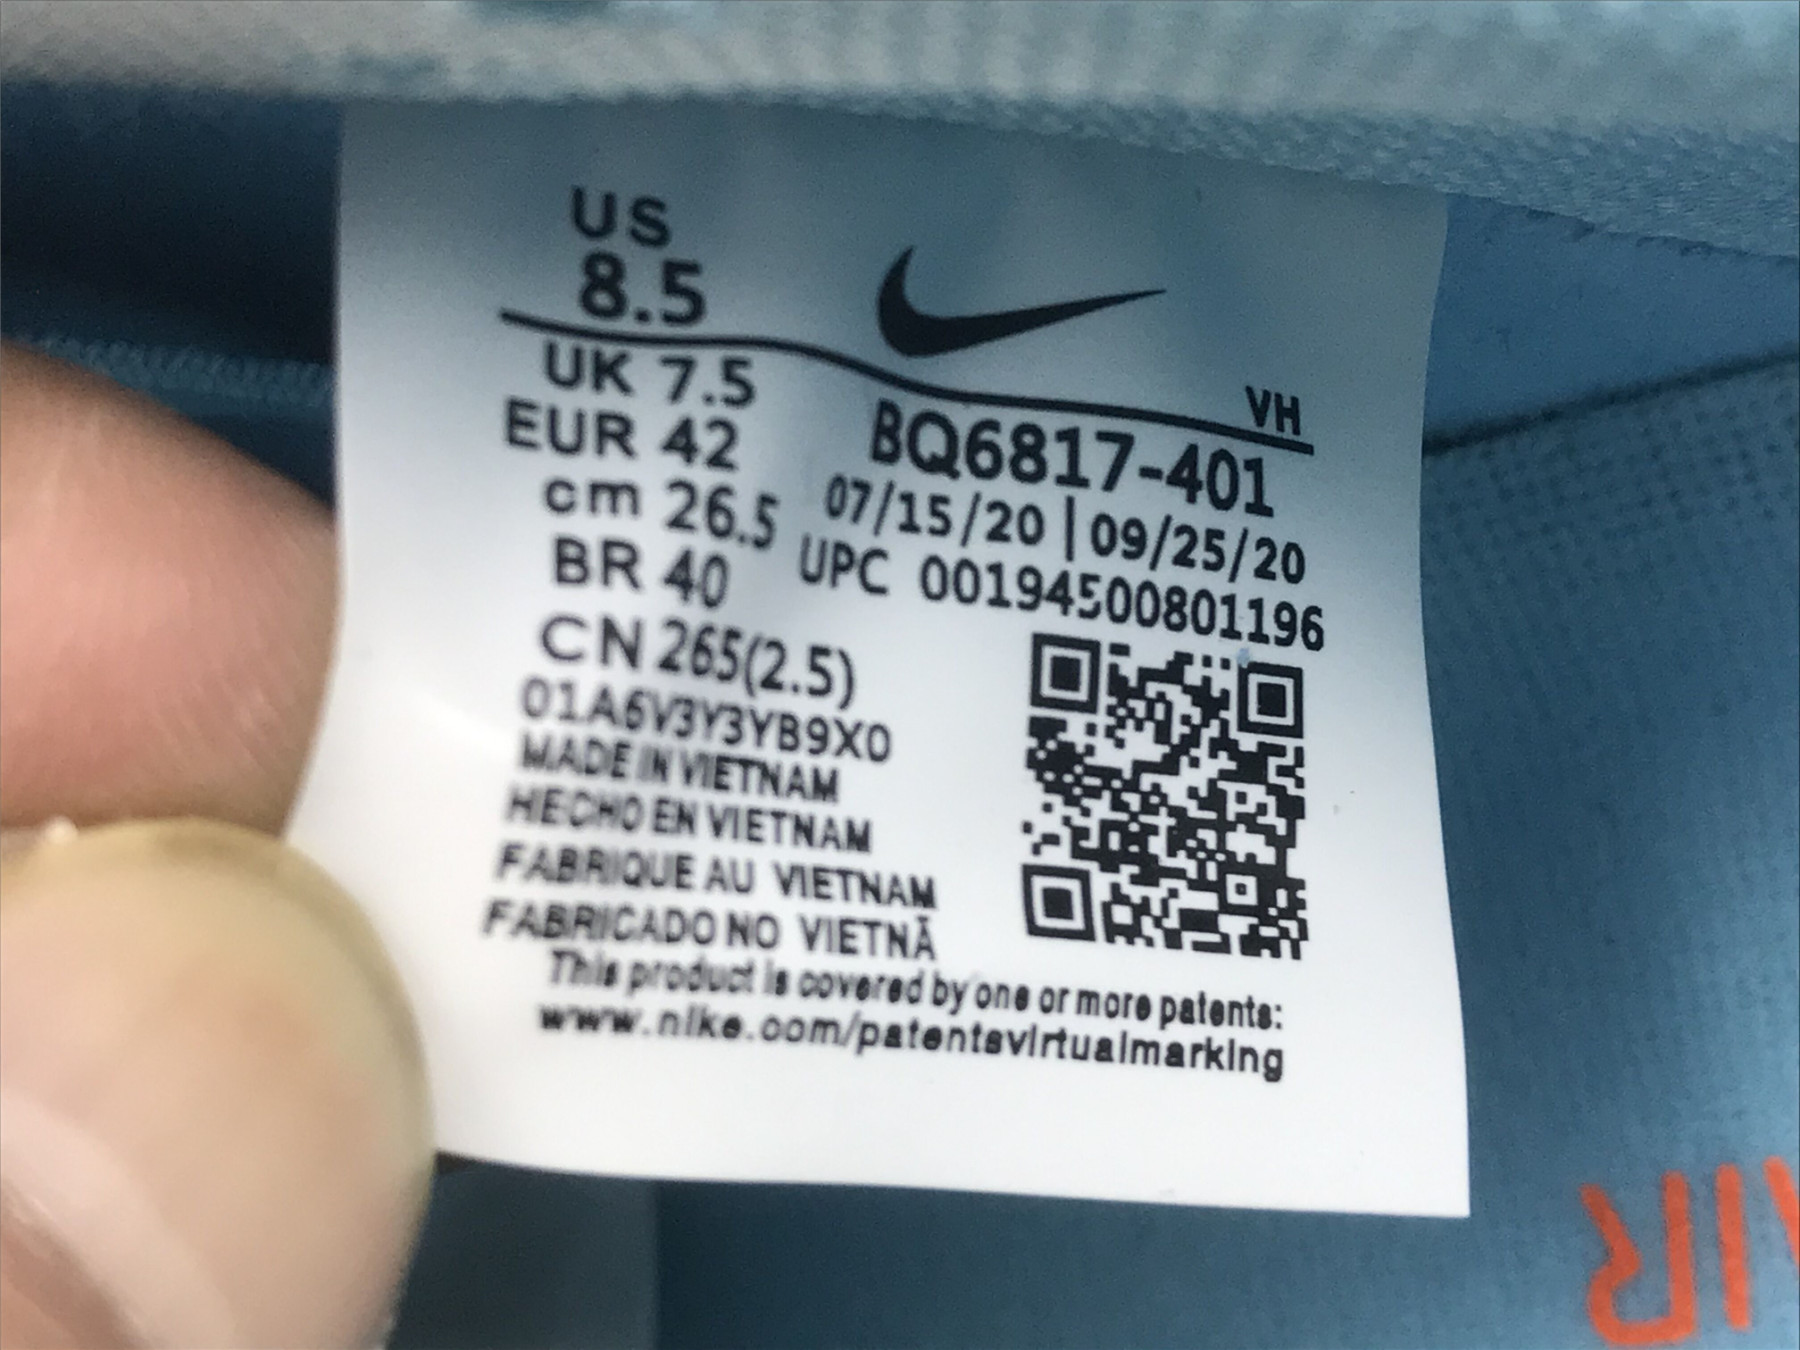 US
8.5
VH
UK 7.5
EUR 42
cm 26.5
BR 40
CN 265(2.5)
BQ6817-401
07/15/20 | 09/25/20
UPC 00194500801196
01A6V3Y3YB9X0
MADE IN VIETNAM
HECHO EN VIETNAM
FABRIQUE AU VIETNAM
FABRICADO NO VIETNÃ
This product is covered by one or more patents:
www.nike.com/patentsvirtualmarking
AIR